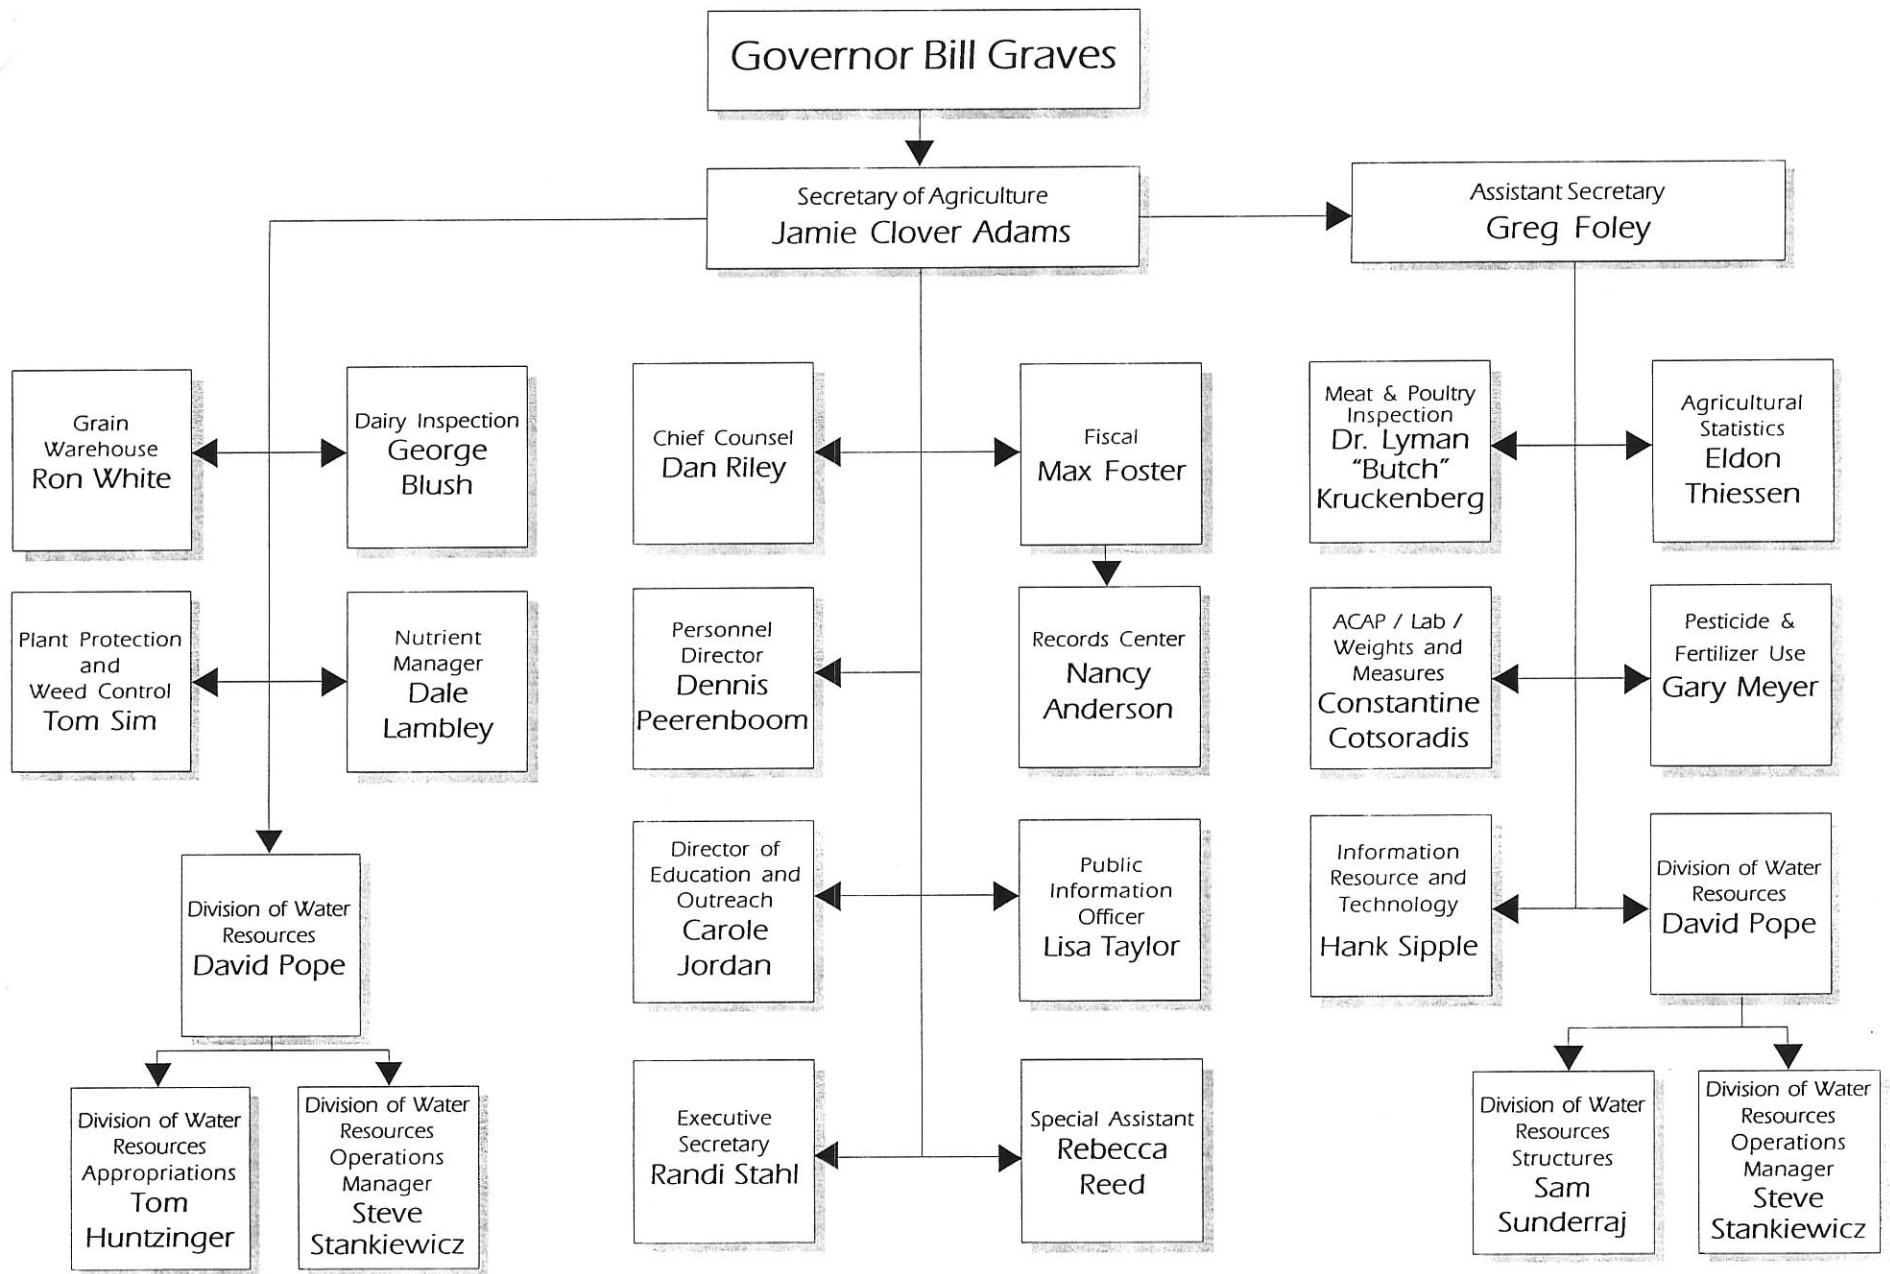 Governor Bill Graves
Secretary of Agriculture
Jamie Clover Adams
Assistant Secretary
Greg Foley
Grain
Warehouse
Ron White
Dairy Inspection
George
Blush
Chief Counsel
Dan Riley
Fiscal
Max Foster
Meat & Poultry
Inspection
Dr. Lyman
"Butch"
Kruckenberg
Agricultural
Statistics
Eldon
Thiessen
Plant Protection
and
Weed Control
Tom Sim
Nutrient
Manager
Dale
Lambley
Personnel
Director
Dennis
Peerenboom
Records Center
Nancy
Anderson
ACAP / Lab /
Weights and
Measures
Constantine
Cotsoradis
Pesticide &
Fertilizer Use
Gary Meyer
Division of Water
Resources
David Pope
Director of
Education and
Outreach
Carole
Jordan
Public
Information
Officer
Lisa Taylor
Information
Resource and
Technology
Hank Sipple
Division of Water
Resources
David Pope
Division of Water
Resources
Appropriations
Tom
Huntzinger
Division of Water
Resources
Operations
Manager
Steve
Stankiewicz
Executive
Secretary
Randi Stahl
Special Assistant
Rebecca
Reed
Division of Water
Resources
Structures
Sam
Sunderraj
Division of Water
Resources
Operations
Manager
Steve
Stankiewicz